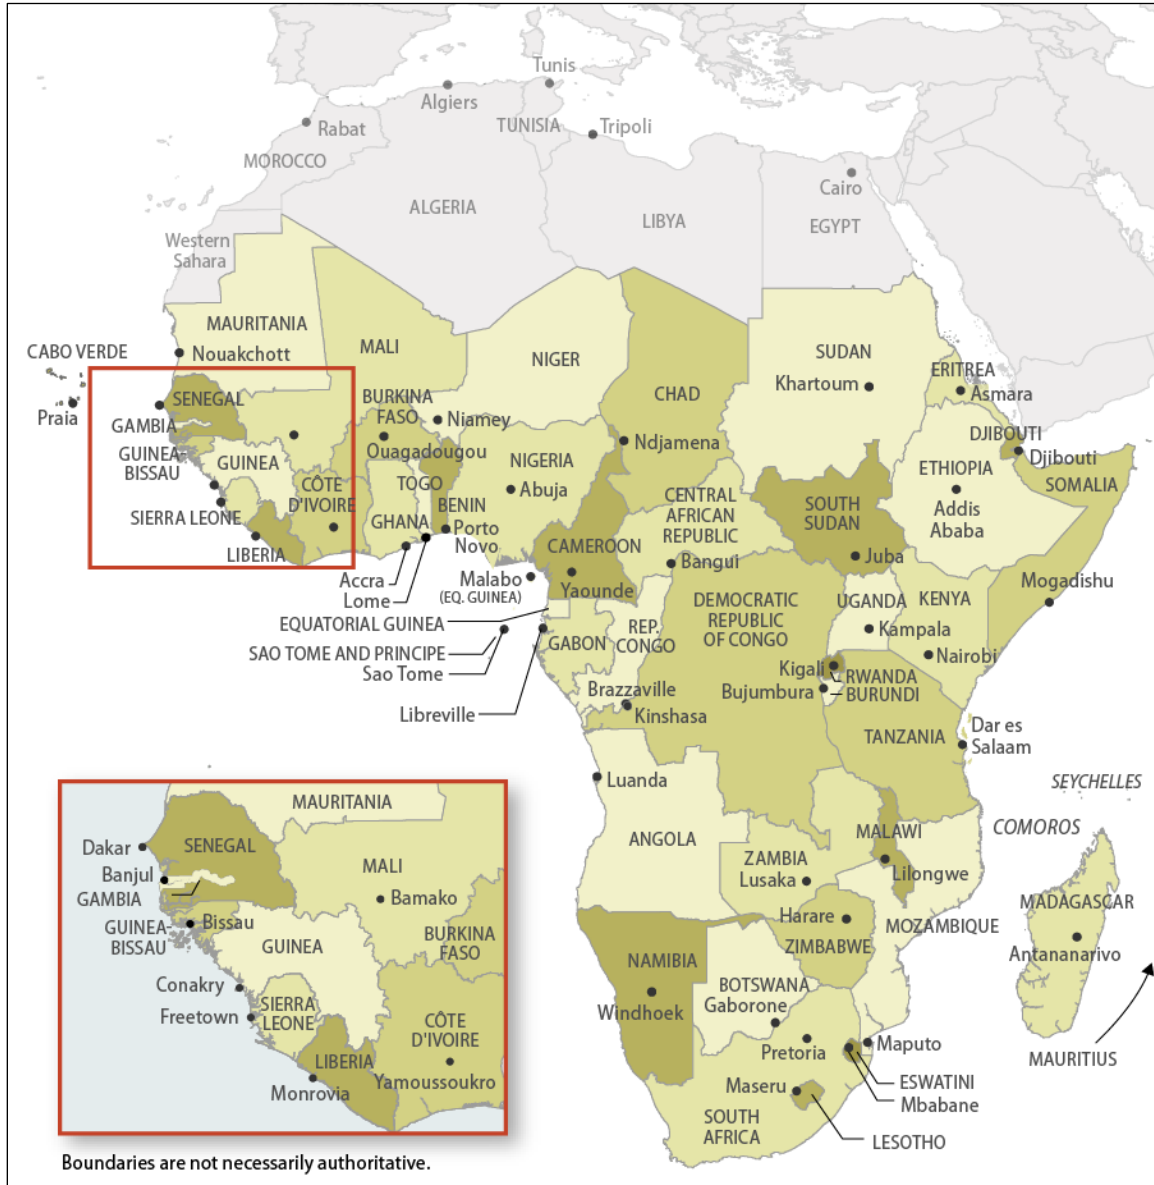 Tunis
Algiers
TUNISIA
Tripoli
Rabat
MOROCCO
Cairo
ALGERIA
LIBYA
EGYPT
Western
Sahara
MAURITANIA
Nouakchott
MALI
NIGER
SUDAN
Khartoum
CABO VERDE
Praia
ERITREA
Asmara
CHAD
SENEGAL
GAMBIA
GUINEA-
BISSAU
GUINEA
BURKINA
FASO
Niamey
Ouagadougou
Ndjamena
DJIBOUTI
Djibouti
NIGERIA
Abuja
ETHIOPIA
Addis
Ababa
SOMALIA
CÔTE
D'IVOIRE
TOGO
BENIN
GHANA
Porto
Novo
CENTRAL
AFRICAN
REPUBLIC
SOUTH
SUDAN
Juba
SIERRA LEONE
LIBERIA
Accra
Lome
CAMEROON
Yaounde
Bangui
Malabo
(EQ. GUINEA)
Mogadishu
EQUATORIAL GUINEA
DEMOCRATIC
REPUBLIC
OF CONGO
UGANDA
Kampala
KENYA
Nairobi
SAO TOME AND PRINCIPE
Sao Tome
GABON
REP.
CONGO
Libreville
Brazzaville
Kinshasa
Kigali
RWANDA
Bujumbura
BURUNDI
TANZANIA
Dar es
Salaam
Luanda
SEYCHELLES
COMOROS
ANGOLA
MALAWI
Lilongwe
ZAMBIA
Lusaka
Harare
ZIMBABWE
MOZAMBIQUE
MADAGASCAR
Antananarivo
NAMIBIA
Windhoek
BOTSWANA
Gaborone
Pretoria
Maputo
MAURITIUS
Maseru
ESWATINI
Mbabane
SOUTH
AFRICA
LESOTHO
MAURITANIA
Dakar
SENEGAL
MALI
Banjul
GAMBIA
Bamako
GUINEA-
BISSAU
Bissau
GUINEA
BURKINA
FASO
Conakry
Freetown
SIERRA
LEONE
CÔTE
D'IVOIRE
LIBERIA
Yamoussoukro
Monrovia
Boundaries are not necessarily authoritative.